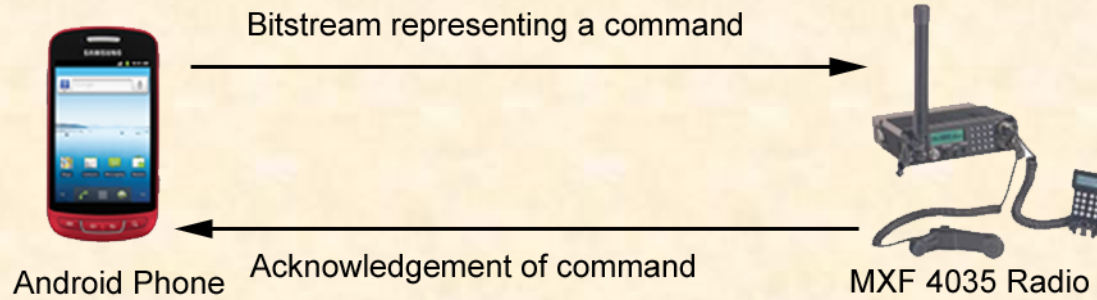 Bitstream representing a command
SAMSUNG
Acknowledgement of command
Android Phone
MXF 4035 Radio